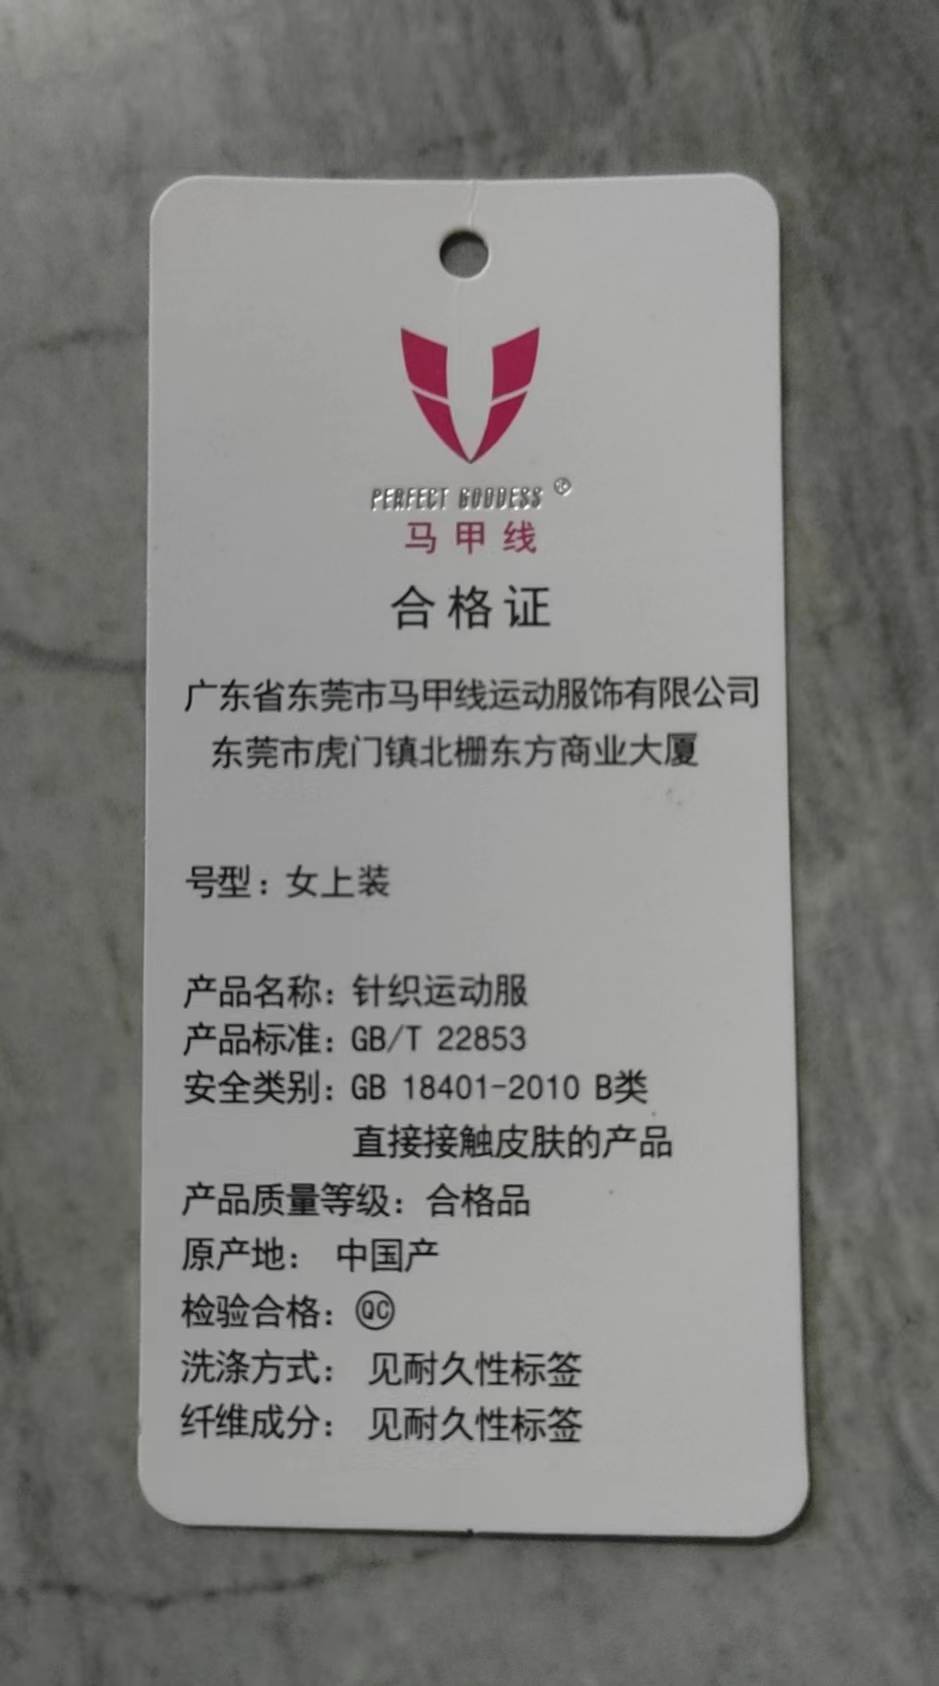 PERFECT GODDESS ®
马甲线
合格证
广东省东莞市马甲线运动服饰有限公司
东莞市虎门镇北栅东方商业大厦
号型：女上装
产品名称：针织运动服
产品标准：GB/T 22853
安全类别：GB 18401-2010 B类
直接接触皮肤的产品
产品质量等级：合格品
原产地： 中国产
检验合格：QC
洗涤方式： 见耐久性标签
纤维成分： 见耐久性标签